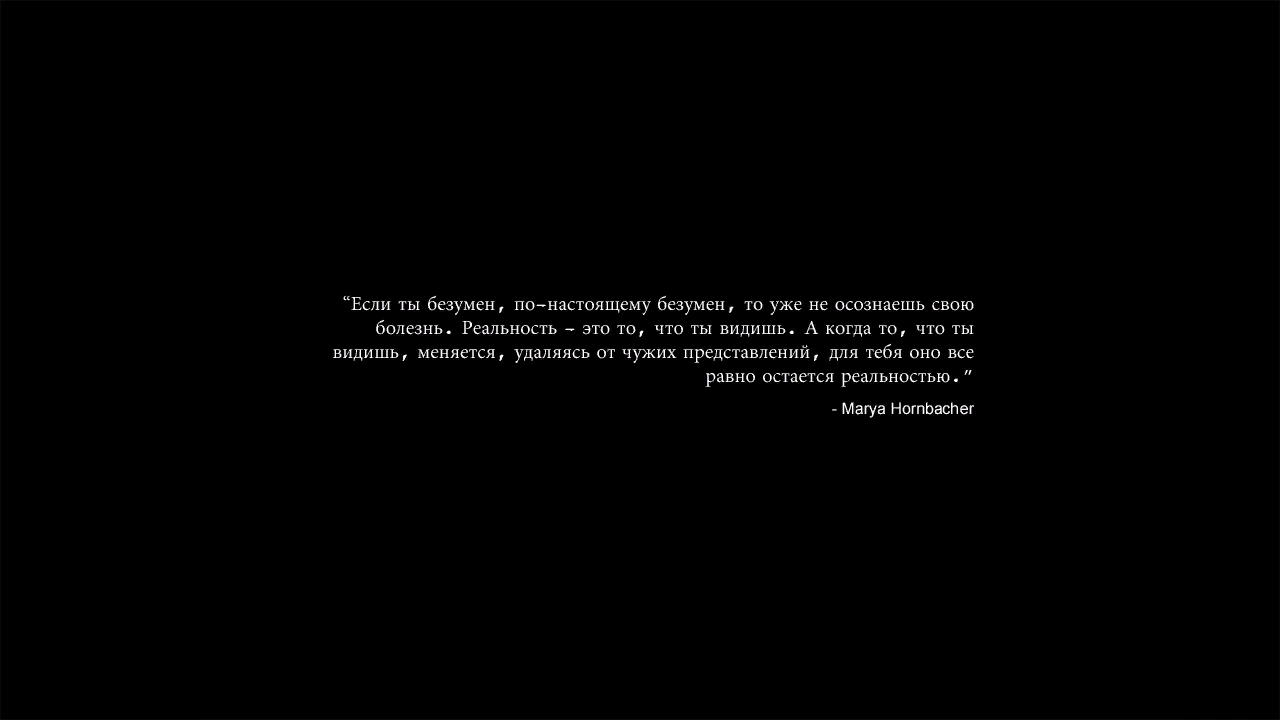 “Если ты безумен, по-настоящему безумен, то уже не осознаешь свою
болезнь. Реальность - это то, что ты видишь. А когда то, что ты
видишь, меняется, удаляясь от чужих представлений, для тебя оно все
равно остается реальностью.”
- Marya Hornbacher